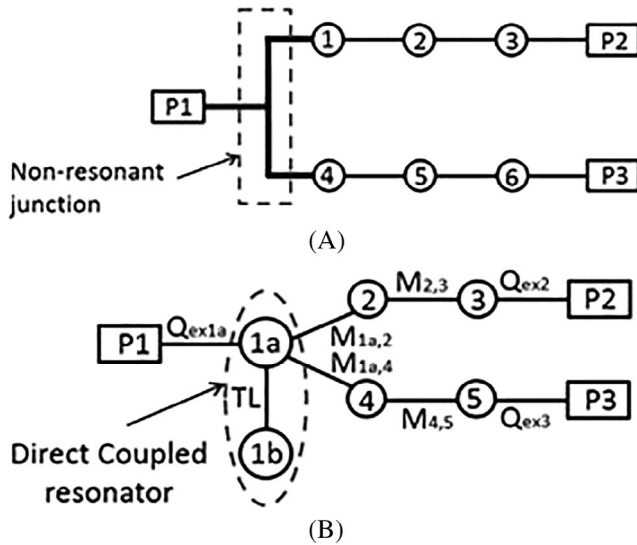 1 2 3 P2
P1
Non-resonant
junction
4 5 6 P3
(A)
2 M2,3 3 Qex2 P2
P1 Qex1a 1a M1a,2
M1a,4
TL
4 M4,5 5 Qex3 P3
Direct Coupled
resonator
1b
(B)